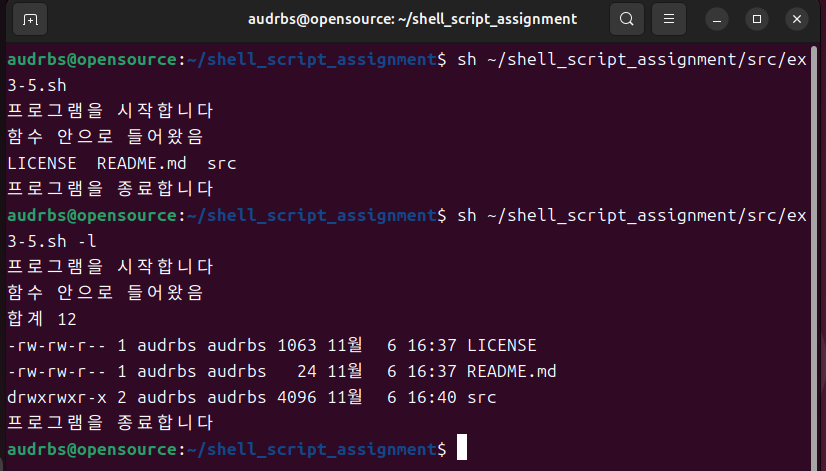 audrbs@opensource: ~/shell_script_assignment
audrbs@opensource:~/shell_script_assignment$ sh ~/shell_script_assignment/src/ex
3-5.sh
프로그램을 시작합니다
함수 안으로 들어왔음
LICENSE  README.md  src
프로그램을 종료합니다
audrbs@opensource:~/shell_script_assignment$ sh ~/shell_script_assignment/src/ex
3-5.sh -l
프로그램을 시작합니다
함수 안으로 들어왔음
합계 12
-rw-rw-r-- 1 audrbs audrbs 1063 11월  6 16:37 LICENSE
-rw-rw-r-- 1 audrbs audrbs   24 11월  6 16:37 README.md
drwxrwxr-x 2 audrbs audrbs 4096 11월  6 16:40 src
프로그램을 종료합니다
audrbs@opensource:~/shell_script_assignment$